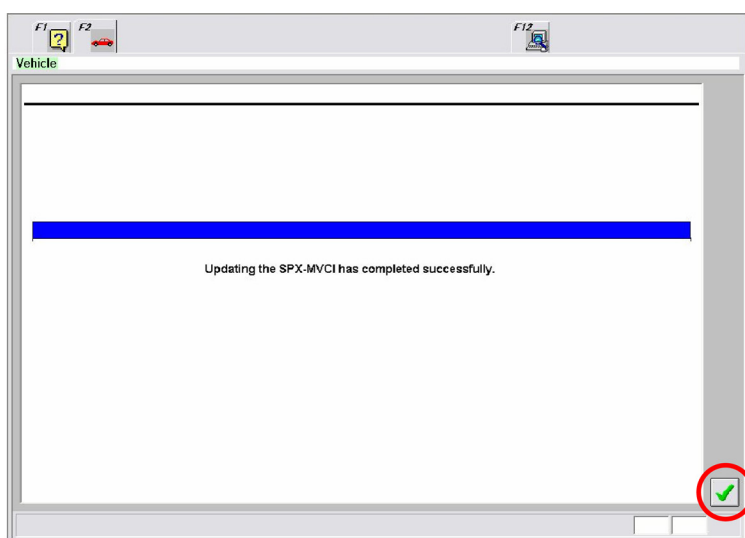 F1
?
F2
F12
Vehicle
Updating the SPX-MVCI has completed successfully.